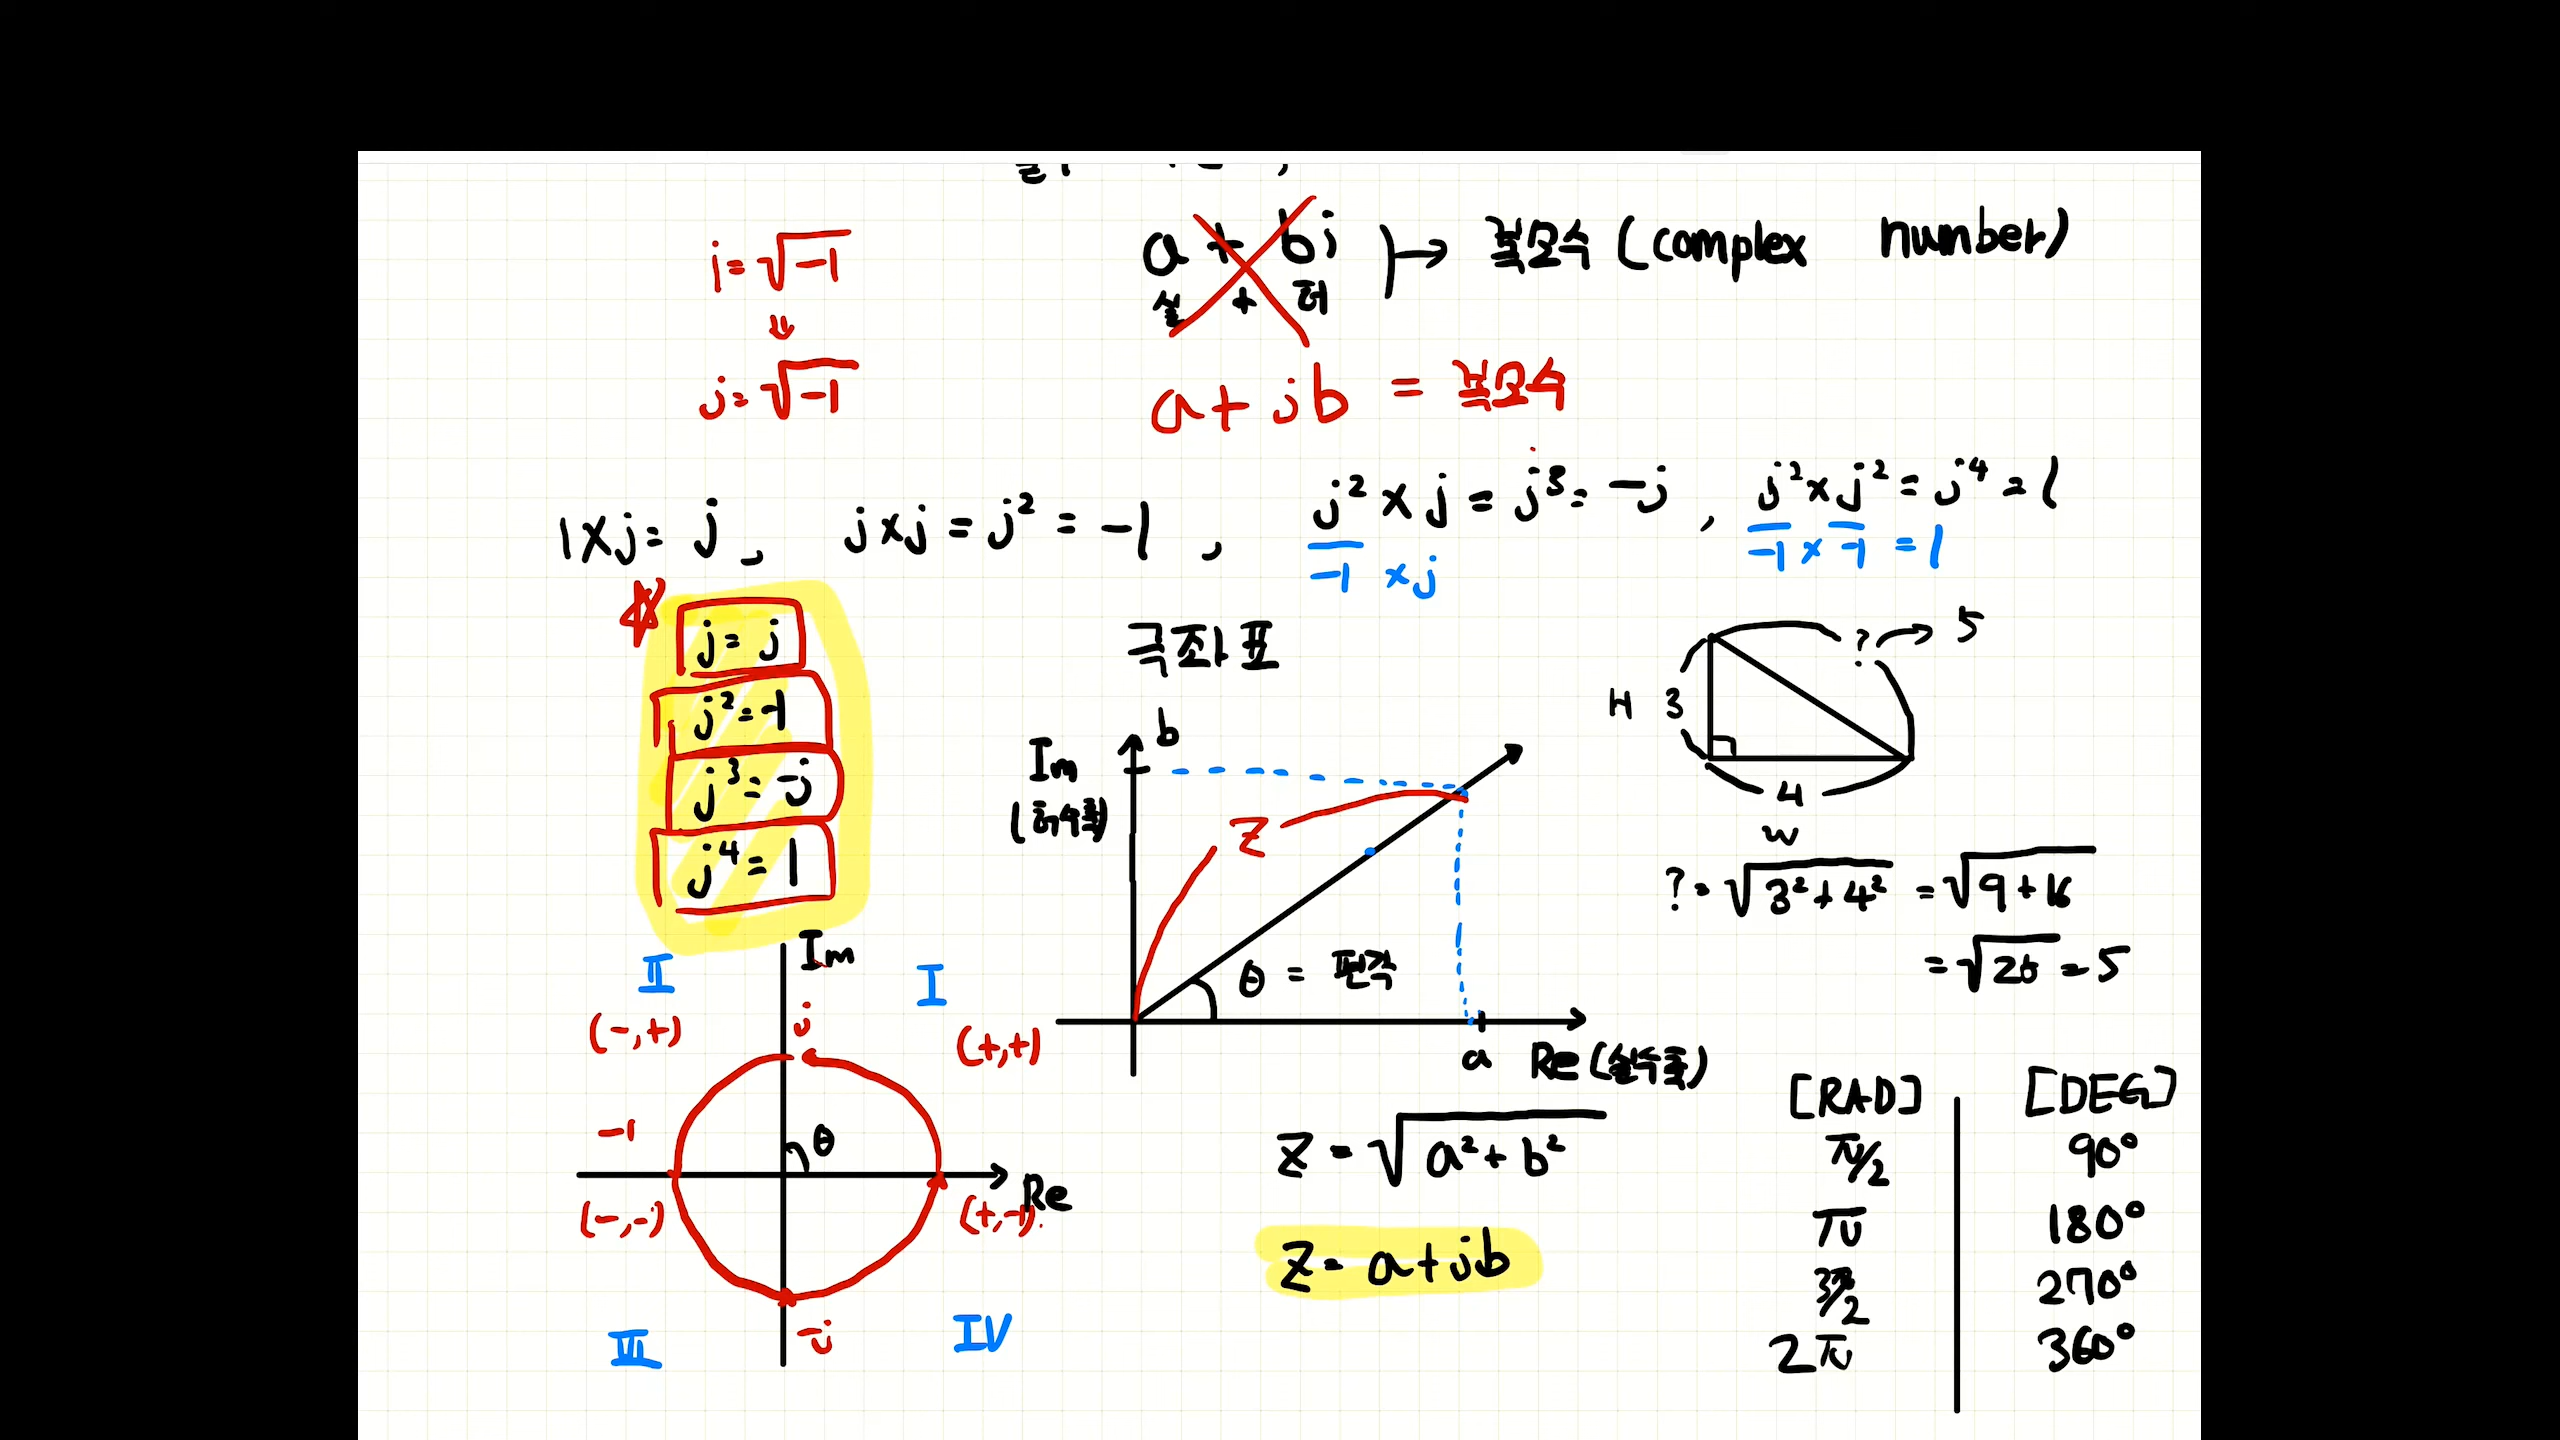 a + bi → 복소수 (complex number)
실 + 허
i = √-1
⇓
j = √-1
a + jb = 복소수
1×j = j , j×j = j² = -1 , j²×j = j³ = -j , j²×j² = j⁴ = 1
-1 ×j
-1 × -1 = 1
j = j
j² = -1
j³ = -j
j⁴ = 1
극좌표
Im
(허수축)
b
Z
θ = 편각
a
Re (실수축)
Z = √a²+b²
Z = a+jb
? → 5
H 3
4
w
? = √3²+4² = √9+16
= √25 = 5
Im
II
I
(-,+)
j
(+,+)
-1
θ
Re
(-,-)
(+,-).
-j
III
IV
[RAD] [DEG]
π/2 90°
π 180°
3π/2 270°
2π 360°